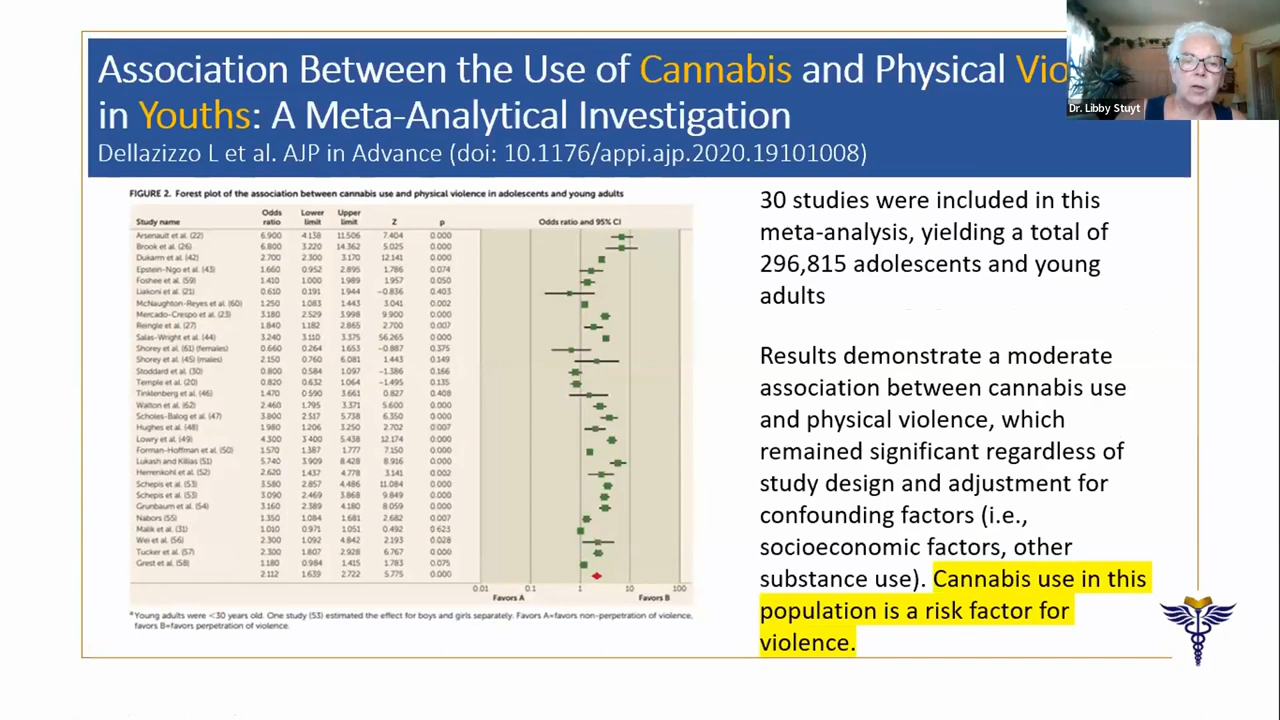 Association Between the Use of Cannabis and Physical Vio
in Youths: A Meta-Analytical Investigation
Dellazizzo L et al. AJP in Advance (doi: 10.1176/appi.ajp.2020.19101008)
Dr. Libby Stuyt
FIGURE 2. Forest plot of the association between cannabis use and physical violence in adolescents and young adults
Study name Odds ratio Lower limit Upper limit Z p Odds ratio and 95% CI
Arsenault et al. (22) 6.900 4.138 11.506 7.404 0.000
Brook et al. (26) 6.800 3.220 14.362 5.025 0.000
Dukarm et al. (42) 2.700 2.300 3.170 12.141 0.000
Epstein-Ngo et al. (43) 1.660 0.952 2.895 1.786 0.074
Foshee et al. (59) 1.410 1.000 1.989 1.957 0.050
Liakoni et al. (21) 0.610 0.191 1.944 −0.836 0.403
McNaughton-Reyes et al. (60) 1.250 1.083 1.443 3.041 0.002
Mercado-Crespo et al. (23) 3.180 2.529 3.998 9.900 0.000
Reingle et al. (27) 1.840 1.182 2.865 2.700 0.007
Salas-Wright et al. (44) 3.240 3.110 3.375 56.265 0.000
Shorey et al. (61) (females) 0.660 0.264 1.653 −0.887 0.375
Shorey et al. (45) (males) 2.150 0.760 6.081 1.443 0.149
Stoddard et al. (30) 0.800 0.584 1.097 −1.386 0.166
Temple et al. (20) 0.820 0.632 1.064 −1.495 0.135
Tinklenberg et al. (46) 1.470 0.590 3.661 0.827 0.408
Walton et al. (62) 2.460 1.795 3.371 5.600 0.000
Scholes-Balog et al. (47) 3.800 2.517 5.738 6.350 0.000
Hughes et al. (48) 1.980 1.206 3.250 2.702 0.007
Lowry et al. (49) 4.300 3.400 5.438 12.174 0.000
Forman-Hoffman et al. (50) 1.570 1.387 1.777 7.150 0.000
Lukash and Killias (51) 5.740 3.909 8.428 8.916 0.000
Herrenkohl et al. (52) 2.620 1.437 4.778 3.141 0.002
Schepis et al. (53) 3.580 2.857 4.486 11.084 0.000
Schepis et al. (53) 3.090 2.469 3.868 9.849 0.000
Grunbaum et al. (54) 3.160 2.389 4.180 8.059 0.000
Nabors (55) 1.350 1.084 1.681 2.682 0.007
Malik et al. (31) 1.010 0.971 1.051 0.492 0.623
Wei et al. (56) 2.300 1.092 4.842 2.193 0.028
Tucker et al. (57) 2.300 1.807 2.928 6.767 0.000
Grest et al. (58) 1.180 0.984 1.415 1.783 0.075
2.112 1.639 2.722 5.775 0.000
0.01 0.1 1 10 100
Favors A Favors B
ᵃYoung adults were <30 years old. One study (53) estimated the effect for boys and girls separately. Favors A=favors non-perpetration of violence,
favors B=favors perpetration of violence.
30 studies were included in this
meta-analysis, yielding a total of
296,815 adolescents and young
adults
Results demonstrate a moderate
association between cannabis use
and physical violence, which
remained significant regardless of
study design and adjustment for
confounding factors (i.e.,
socioeconomic factors, other
substance use). Cannabis use in this
population is a risk factor for
violence.